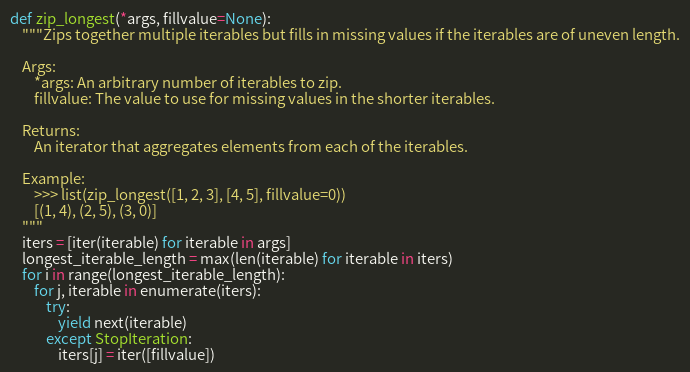 def zip_longest(*args, fillvalue=None):
"""Zips together multiple iterables but fills in missing values if the iterables are of uneven length.
Args:
*args: An arbitrary number of iterables to zip.
fillvalue: The value to use for missing values in the shorter iterables.
Returns:
An iterator that aggregates elements from each of the iterables.
Example:
>>> list(zip_longest([1, 2, 3], [4, 5], fillvalue=0))
[(1, 4), (2, 5), (3, 0)]
"""
iters = [iter(iterable) for iterable in args]
longest_iterable_length = max(len(iterable) for iterable in iters)
for i in range(longest_iterable_length):
for j, iterable in enumerate(iters):
try:
yield next(iterable)
except StopIteration:
iters[j] = iter([fillvalue])